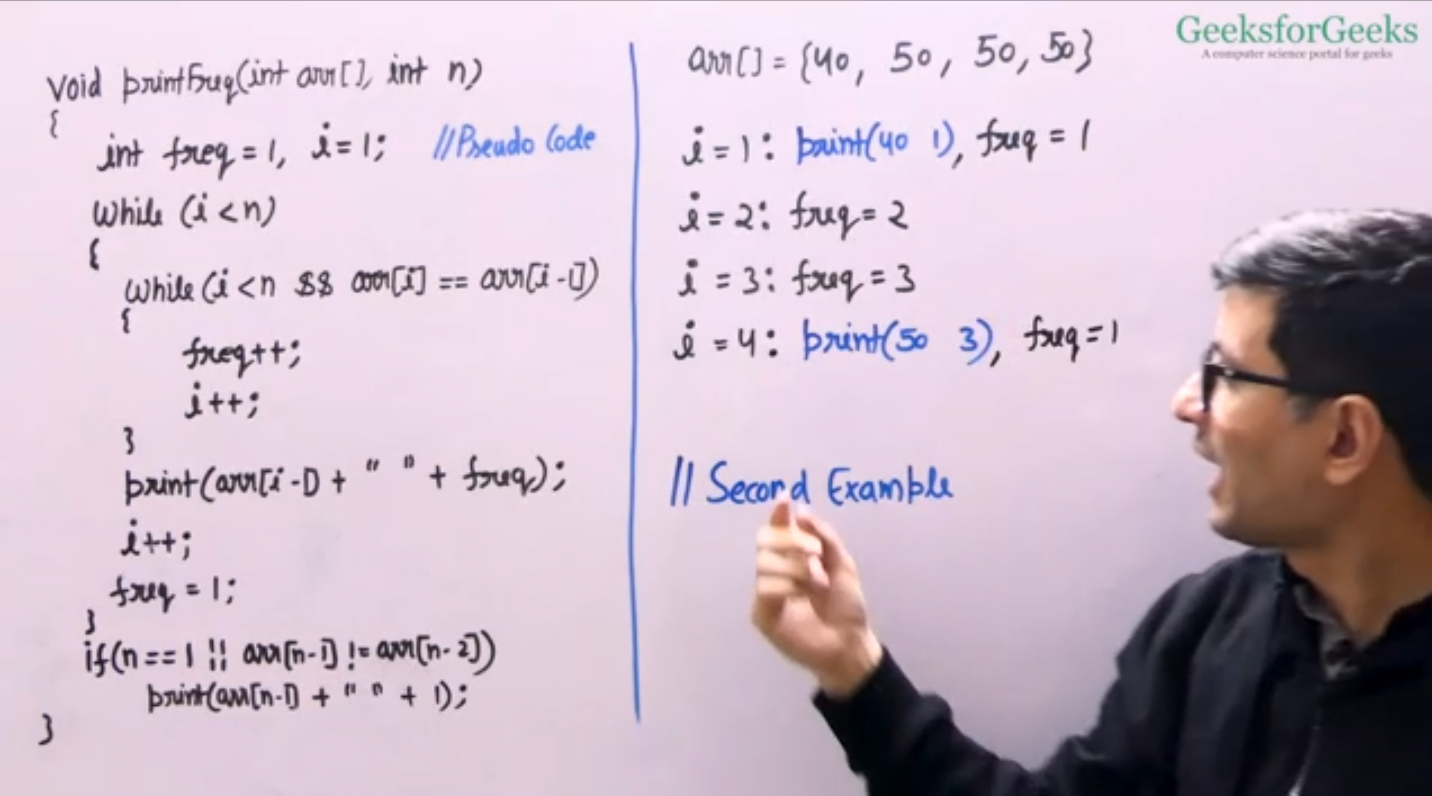 void printFreq(int arr[], int n)
{
int freq = 1, i = 1; //Pseudo Code
while (i < n)
{
while (i < n && arr[i] == arr[i-1])
{
freq++;
i++;
}
print(arr[i-1] + " " + freq);
i++;
freq = 1;
}
if(n == 1 || arr[n-1] != arr[n-2])
print(arr[n-1] + " " + 1);
}
arr[] = {40, 50, 50, 50}
i = 1: print(40 1), freq = 1
i = 2: freq = 2
i = 3: freq = 3
i = 4: print(50 3), freq = 1
// Second Example
GeeksforGeeks
A computer science portal for geeks